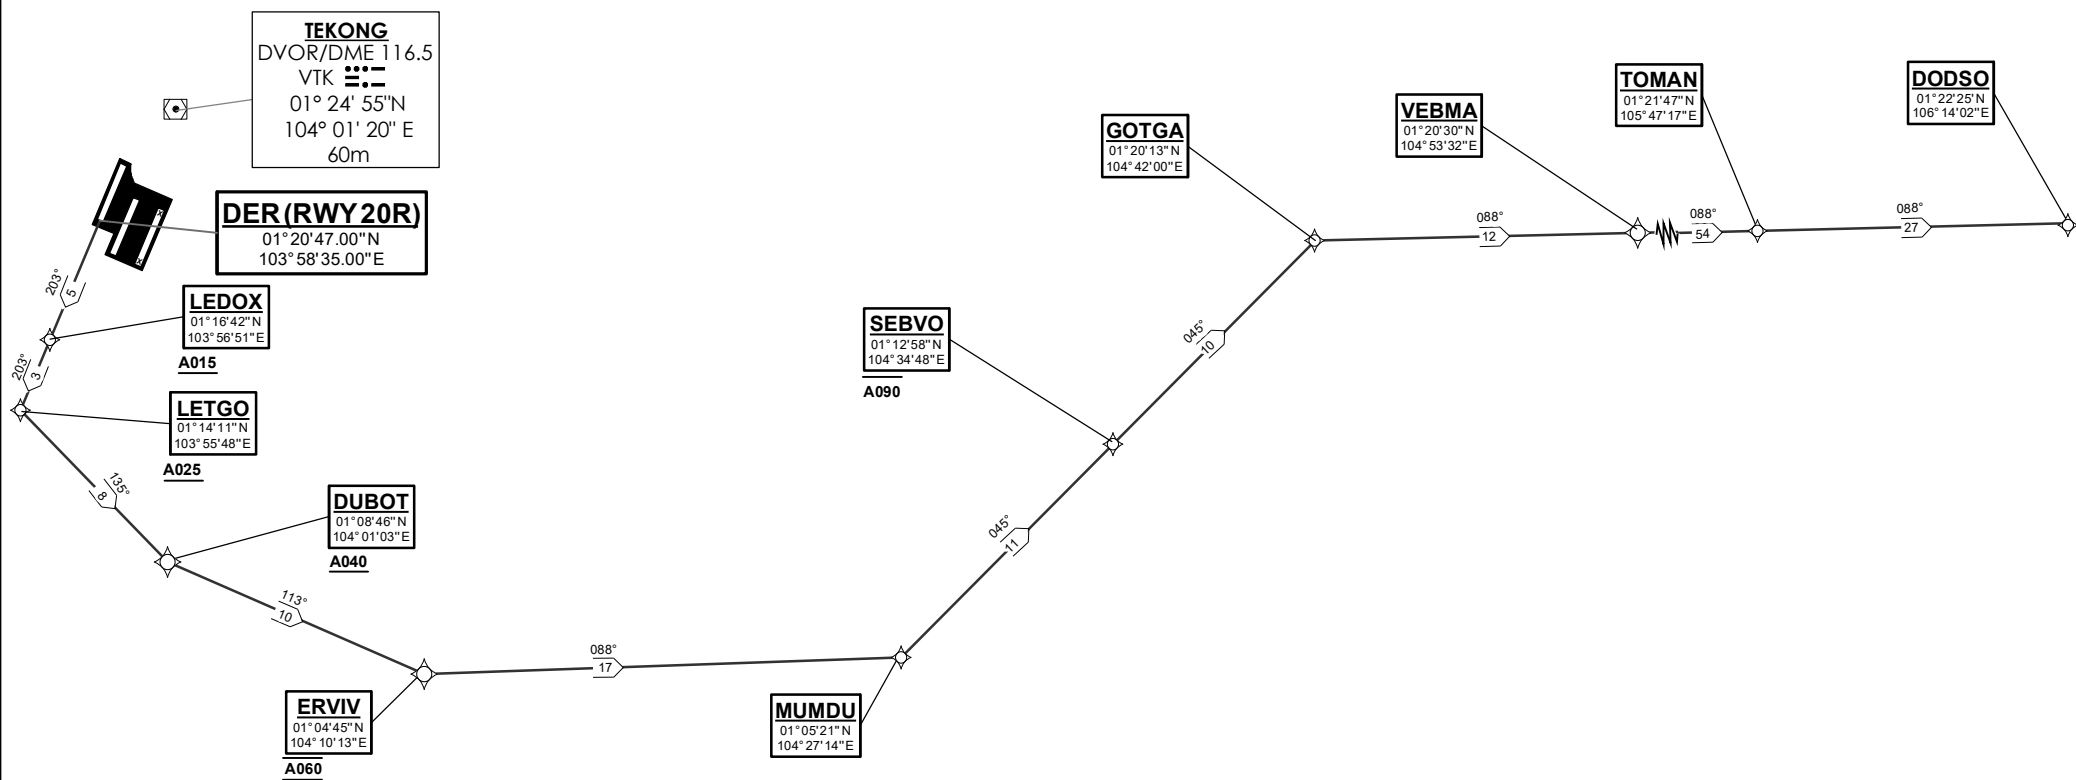 TEKONG
DVOR/DME 116.5
VTK
01° 24' 55"N
104° 01' 20" E
60m
DER (RWY 20R)
01°20'47.00"N
103°58'35.00"E
203°
5
LEDOX
01°16'42"N
103°56'51"E
A015
203°
3
LETGO
01°14'11"N
103°55'48"E
A025
135°
8
DUBOT
01°08'46"N
104°01'03"E
A040
113°
10
ERVIV
01°04'45"N
104°10'13"E
A060
088°
17
MUMDU
01°05'21"N
104°27'14"E
045°
11
SEBVO
01°12'58"N
104°34'48"E
A090
045°
10
GOTGA
01°20'13"N
104°42'00"E
088°
12
VEBMA
01°20'30"N
104°53'32"E
088°
54
TOMAN
01°21'47"N
105°47'17"E
088°
27
DODSO
01°22'25"N
106°14'02"E